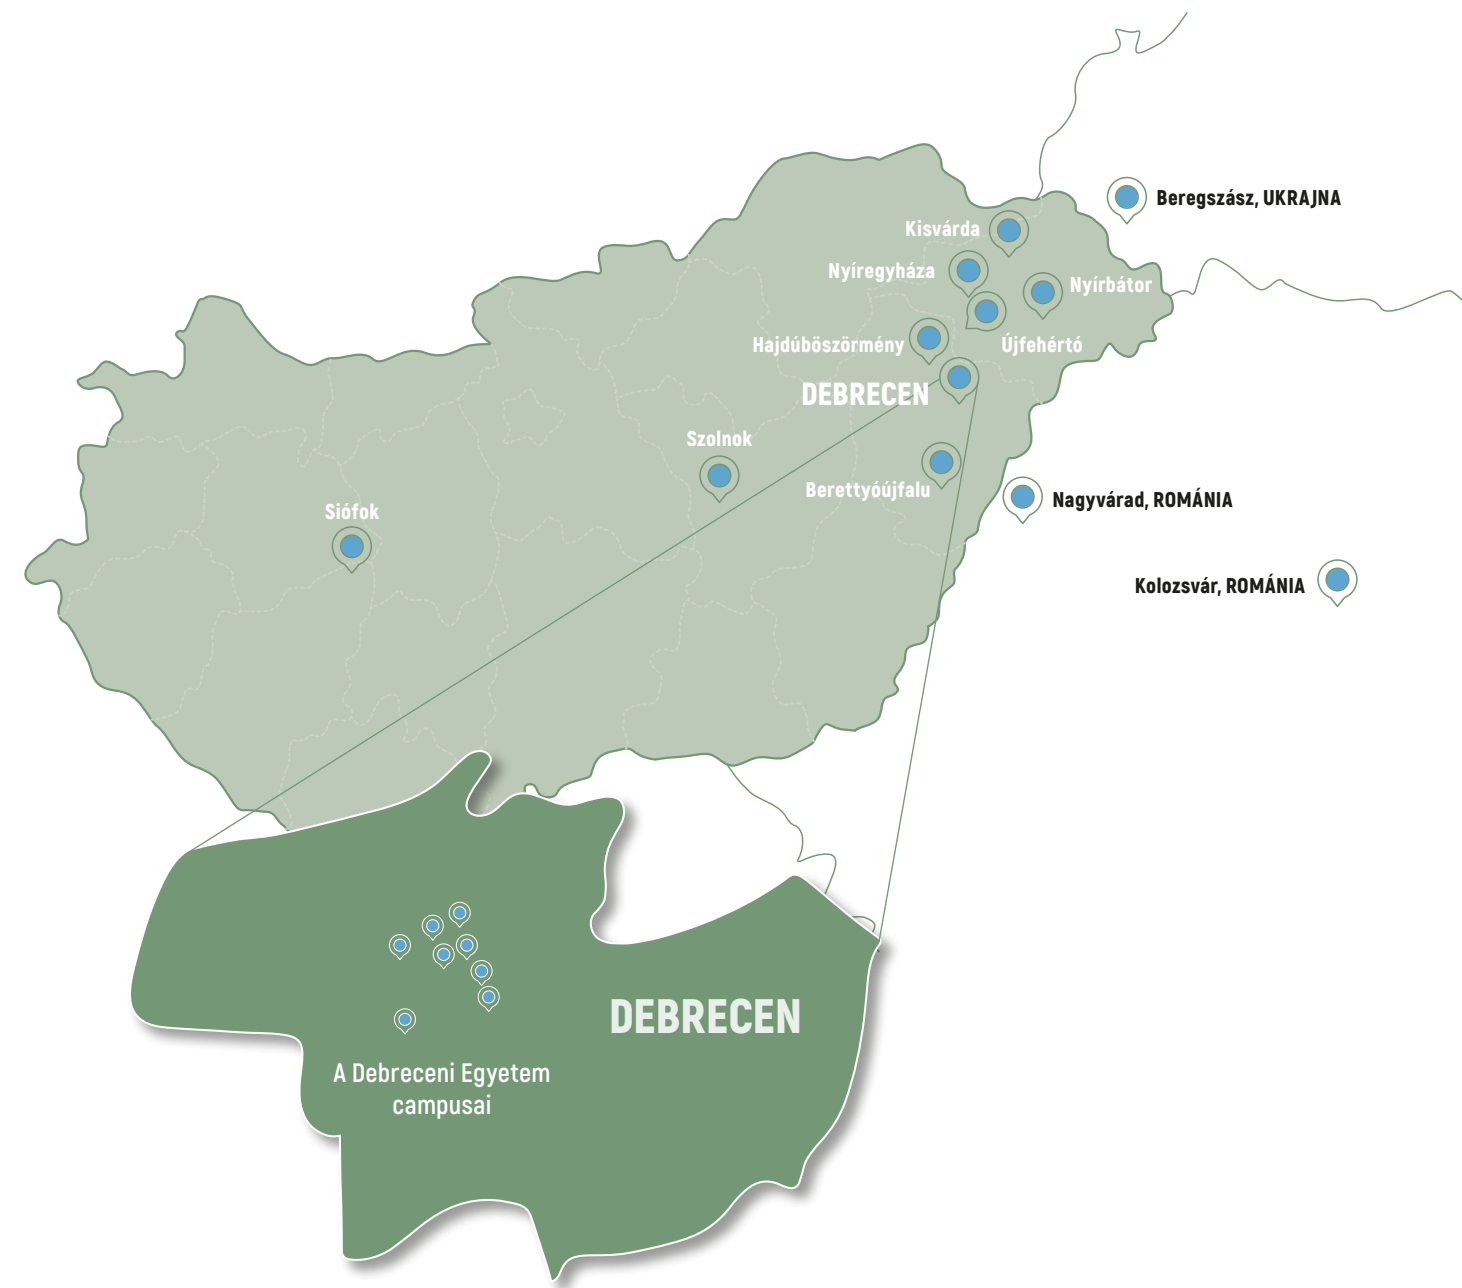 Beregszász, UKRAJNA
Kisvárda
Nyíregyháza
Nyírbátor
Hajdúböszörmény
Újfehértó
DEBRECEN
Szolnok
Berettyóújfalu
Nagyvárad, ROMÁNIA
Siófok
Kolozsvár, ROMÁNIA
DEBRECEN
A Debreceni Egyetem
campusai